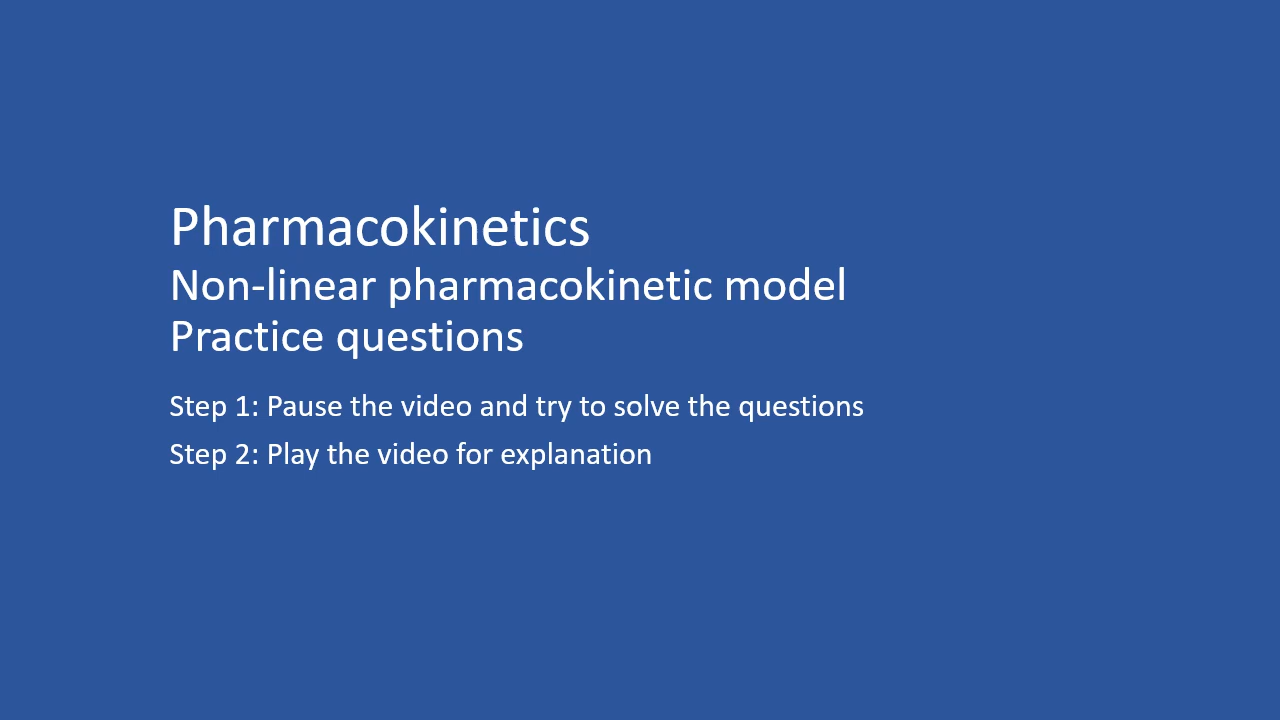 Pharmacokinetics
Non-linear pharmacokinetic model
Practice questions
Step 1: Pause the video and try to solve the questions
Step 2: Play the video for explanation